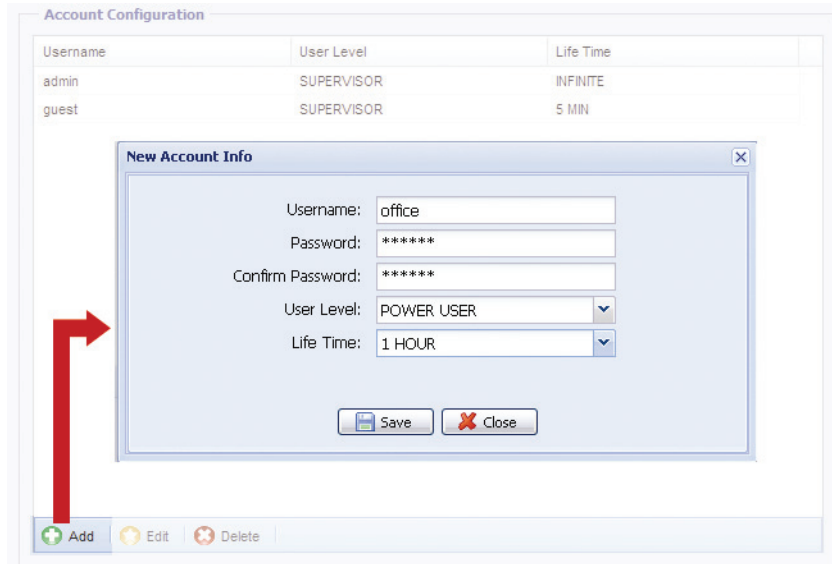 Account Configuration
Username User Level Life Time
admin SUPERVISOR INFINITE
guest SUPERVISOR 5 MIN
New Account Info
Username: office
Password: ******
Confirm Password: ******
User Level: POWER USER
Life Time: 1 HOUR
Save Close
Add Edit Delete